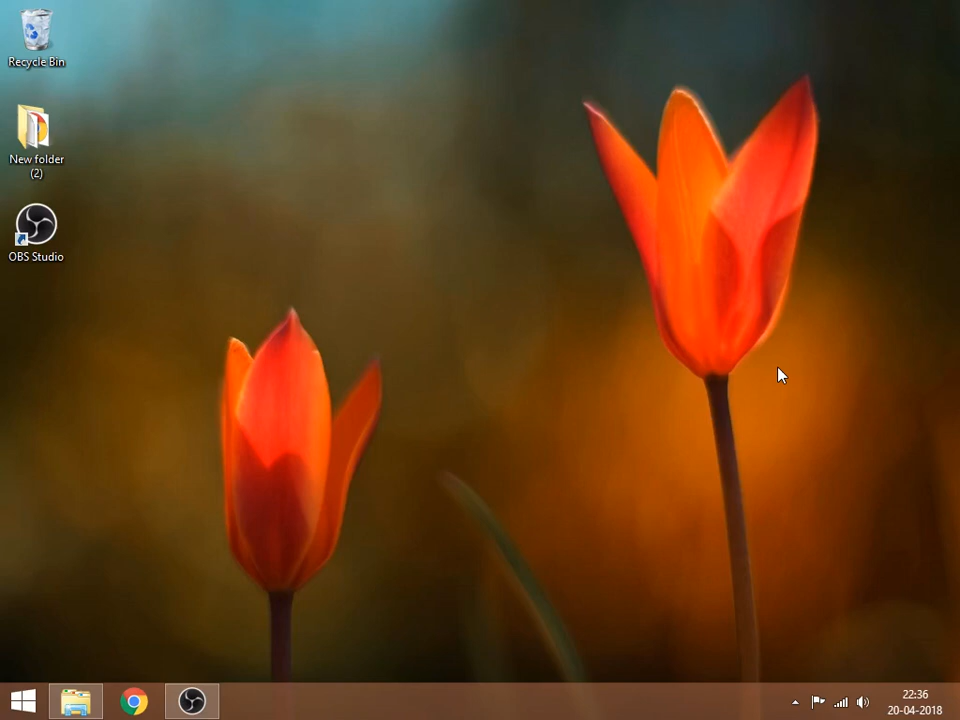 Recycle Bin
New folder
(2)
OBS Studio
22:36
20-04-2018